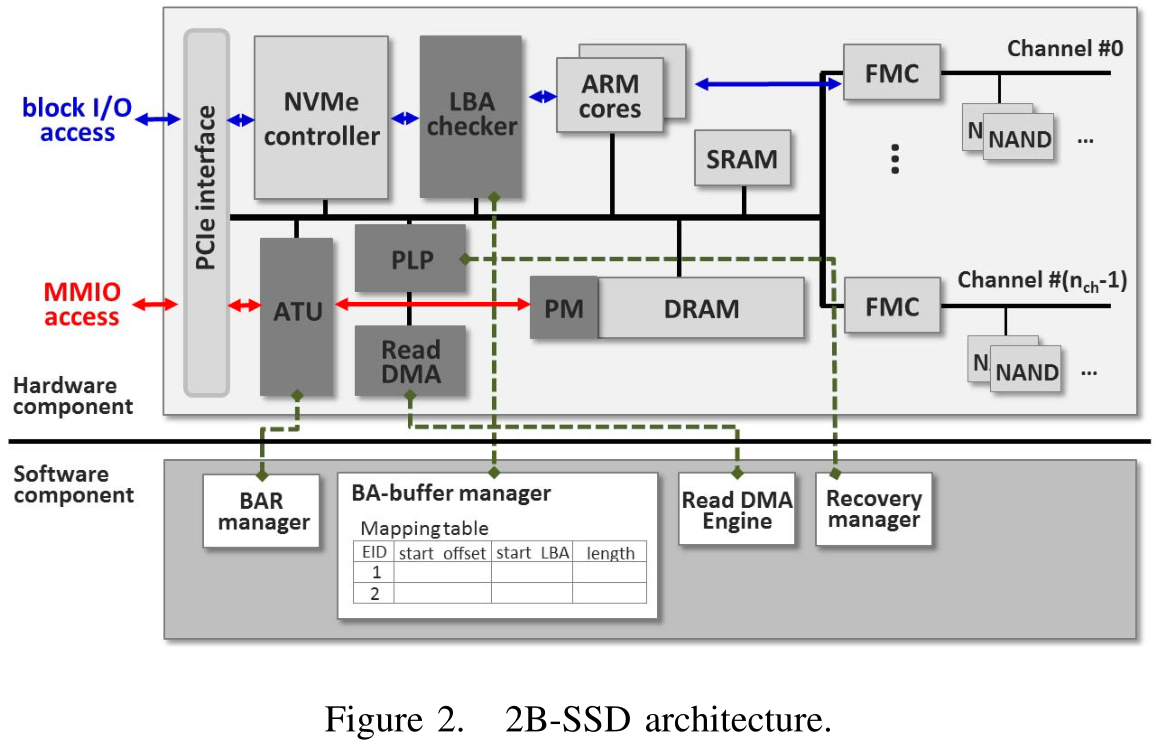 Channel #0
block I/O
access
PCIe interface
NVMe
controller
LBA
checker
ARM
cores
FMC
SRAM
N
NAND
...
⋮
MMIO
access
ATU
PLP
Read
DMA
PM
DRAM
Channel #(nch-1)
FMC
N
NAND
...
Hardware
component
Software
component
BAR
manager
BA-buffer manager
Mapping table
EID start offset start LBA length
1
2
Read DMA
Engine
Recovery
manager
Figure 2. 2B-SSD architecture.